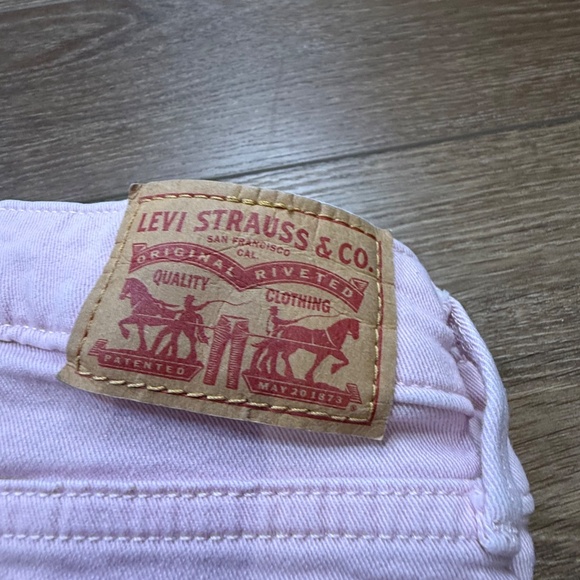 LEVI STRAUSS & CO.
SAN FRANCISCO
CAL
ORIGINAL RIVETED
QUALITY CLOTHING
PATENTED MAY 20 1873